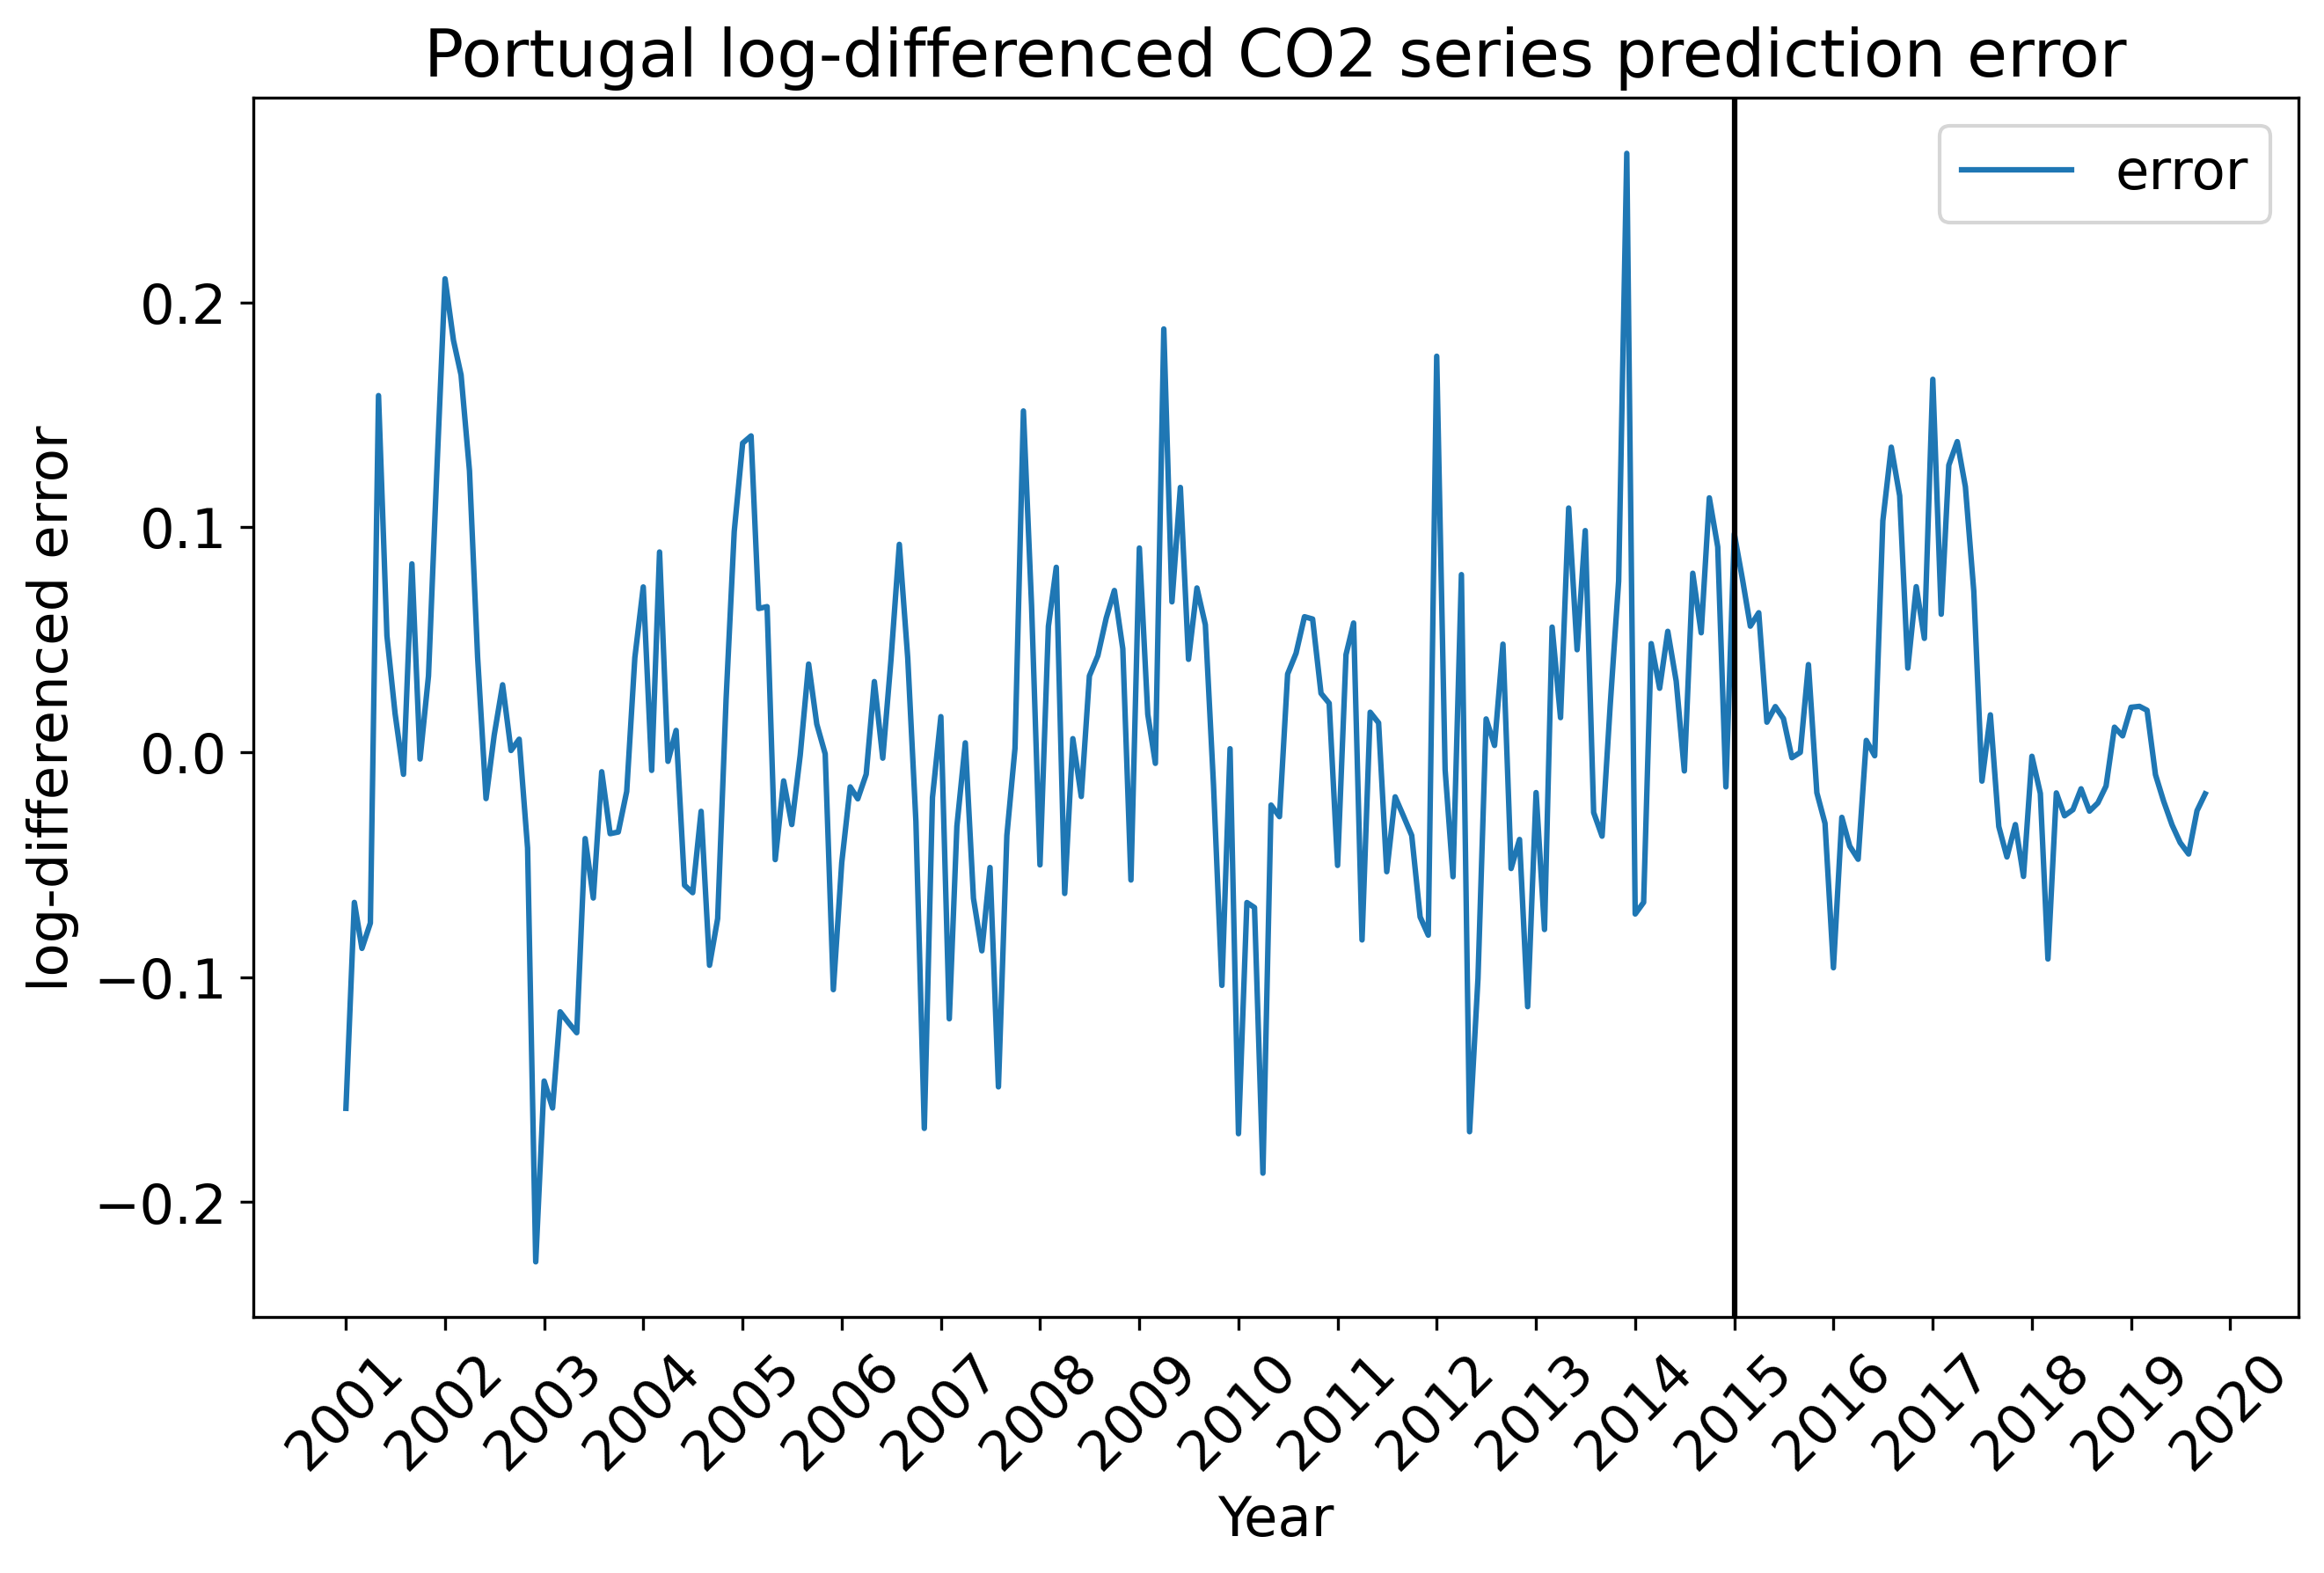 Portugal log-differenced CO2 series prediction error
error
log-differenced error
0.2
0.1
0.0
−0.1
−0.2
2001 2002 2003 2004 2005 2006 2007 2008 2009 2010 2011 2012 2013 2014 2015 2016 2017 2018 2019 2020
Year